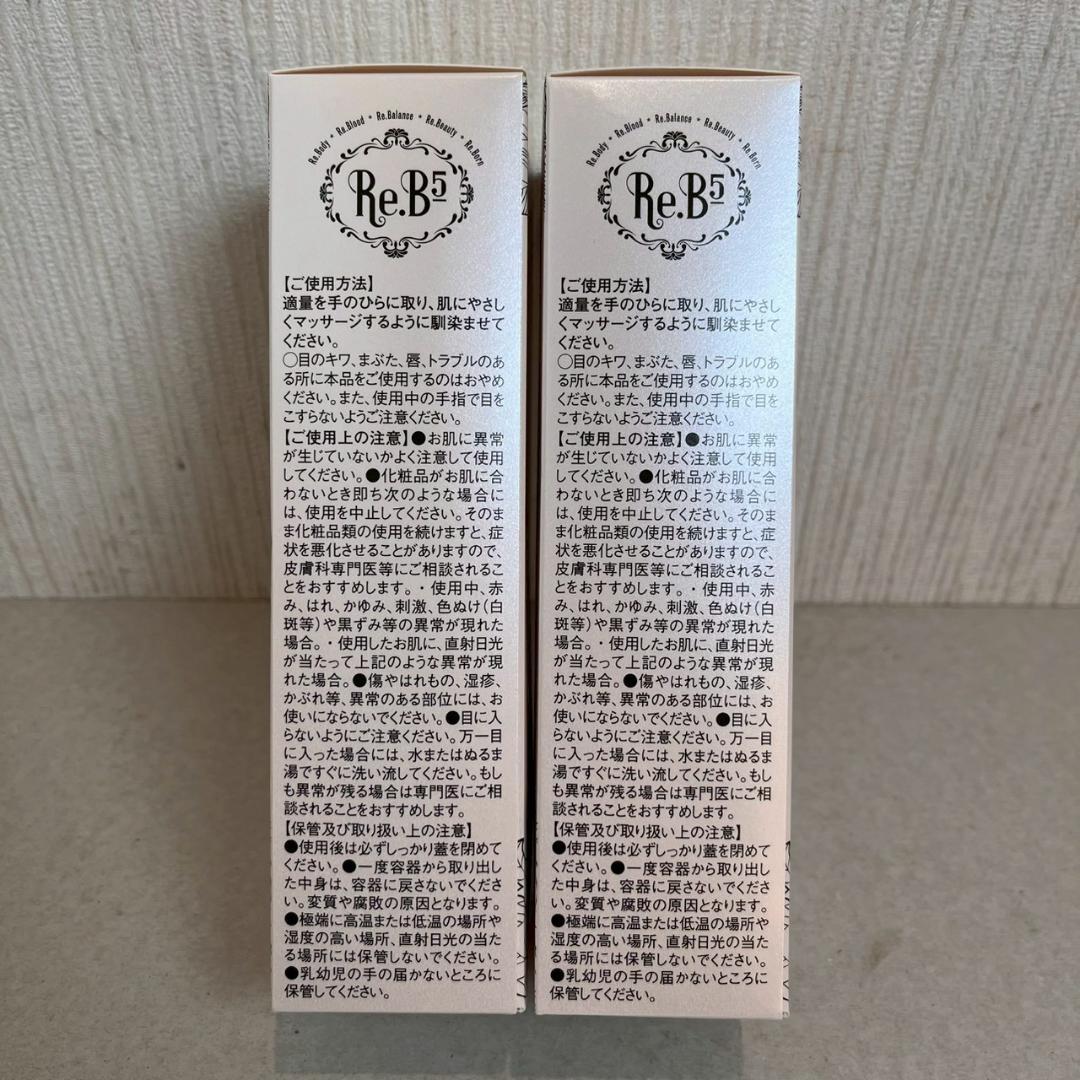 Re.Body * Re.Blood * Re.Balance * Re.Beauty * Re.Born
Re.B5
【ご使用方法】
適量を手のひらに取り、肌にやさし
くマッサージするように馴染ませて
ください。
○目のキワ、まぶた、唇、トラブルのあ
る所に本品をご使用するのはおやめ
ください。また、使用中の手指で目を
こすらないようご注意ください。
【ご使用上の注意】●お肌に異常
が生じていないかよく注意して使用
してください。●化粧品がお肌に合
わないとき即ち次のような場合に
は、使用を中止してください。そのま
ま化粧品類の使用を続けますと、症
状を悪化させることがありますので、
皮膚科専門医等にご相談されるこ
とをおすすめします。・使用中、赤
み、はれ、かゆみ、刺激、色ぬけ(白
斑等)や黒ずみ等の異常が現れた
場合。・使用したお肌に、直射日光
が当たって上記のような異常が現
れた場合。●傷やはれもの、湿疹、
かぶれ等、異常のある部位には、お
使いにならないでください。●目に入
らないようにご注意ください。万一目
に入った場合には、水またはぬるま
湯ですぐに洗い流してください。もし
も異常が残る場合は専門医にご相
談されることをおすすめします。
【保管及び取り扱い上の注意】
●使用後は必ずしっかり蓋を閉めて
ください。●一度容器から取り出し
た中身は、容器に戻さないでくださ
い。変質や腐敗の原因となります。
●極端に高温または低温の場所や
湿度の高い場所、直射日光の当た
る場所には保管しないでください。
●乳幼児の手の届かないところに
保管してください。
Re.Body * Re.Blood * Re.Balance * Re.Beauty * Re.Born
Re.B5
【ご使用方法】
適量を手のひらに取り、肌にやさし
くマッサージするように馴染ませて
ください。
○目のキワ、まぶた、唇、トラブルのあ
る所に本品をご使用するのはおやめ
ください。また、使用中の手指で目を
こすらないようご注意ください。
【ご使用上の注意】●お肌に異常
が生じていないかよく注意して使用
してください。●化粧品がお肌に合
わないとき即ち次のような場合に
は、使用を中止してください。そのま
ま化粧品類の使用を続けますと、症
状を悪化させることがありますので、
皮膚科専門医等にご相談されるこ
とをおすすめします。・使用中、赤
み、はれ、かゆみ、刺激、色ぬけ(白
斑等)や黒ずみ等の異常が現れた
場合。・使用したお肌に、直射日光
が当たって上記のような異常が現
れた場合。●傷やはれもの、湿疹、
かぶれ等、異常のある部位には、お
使いにならないでください。●目に入
らないようにご注意ください。万一目
に入った場合には、水またはぬるま
湯ですぐに洗い流してください。もし
も異常が残る場合は専門医にご相
談されることをおすすめします。
【保管及び取り扱い上の注意】
●使用後は必ずしっかり蓋を閉めて
ください。●一度容器から取り出し
た中身は、容器に戻さないでくださ
い。変質や腐敗の原因となります。
●極端に高温または低温の場所や
湿度の高い場所、直射日光の当た
る場所には保管しないでください。
●乳幼児の手の届かないところに
保管してください。